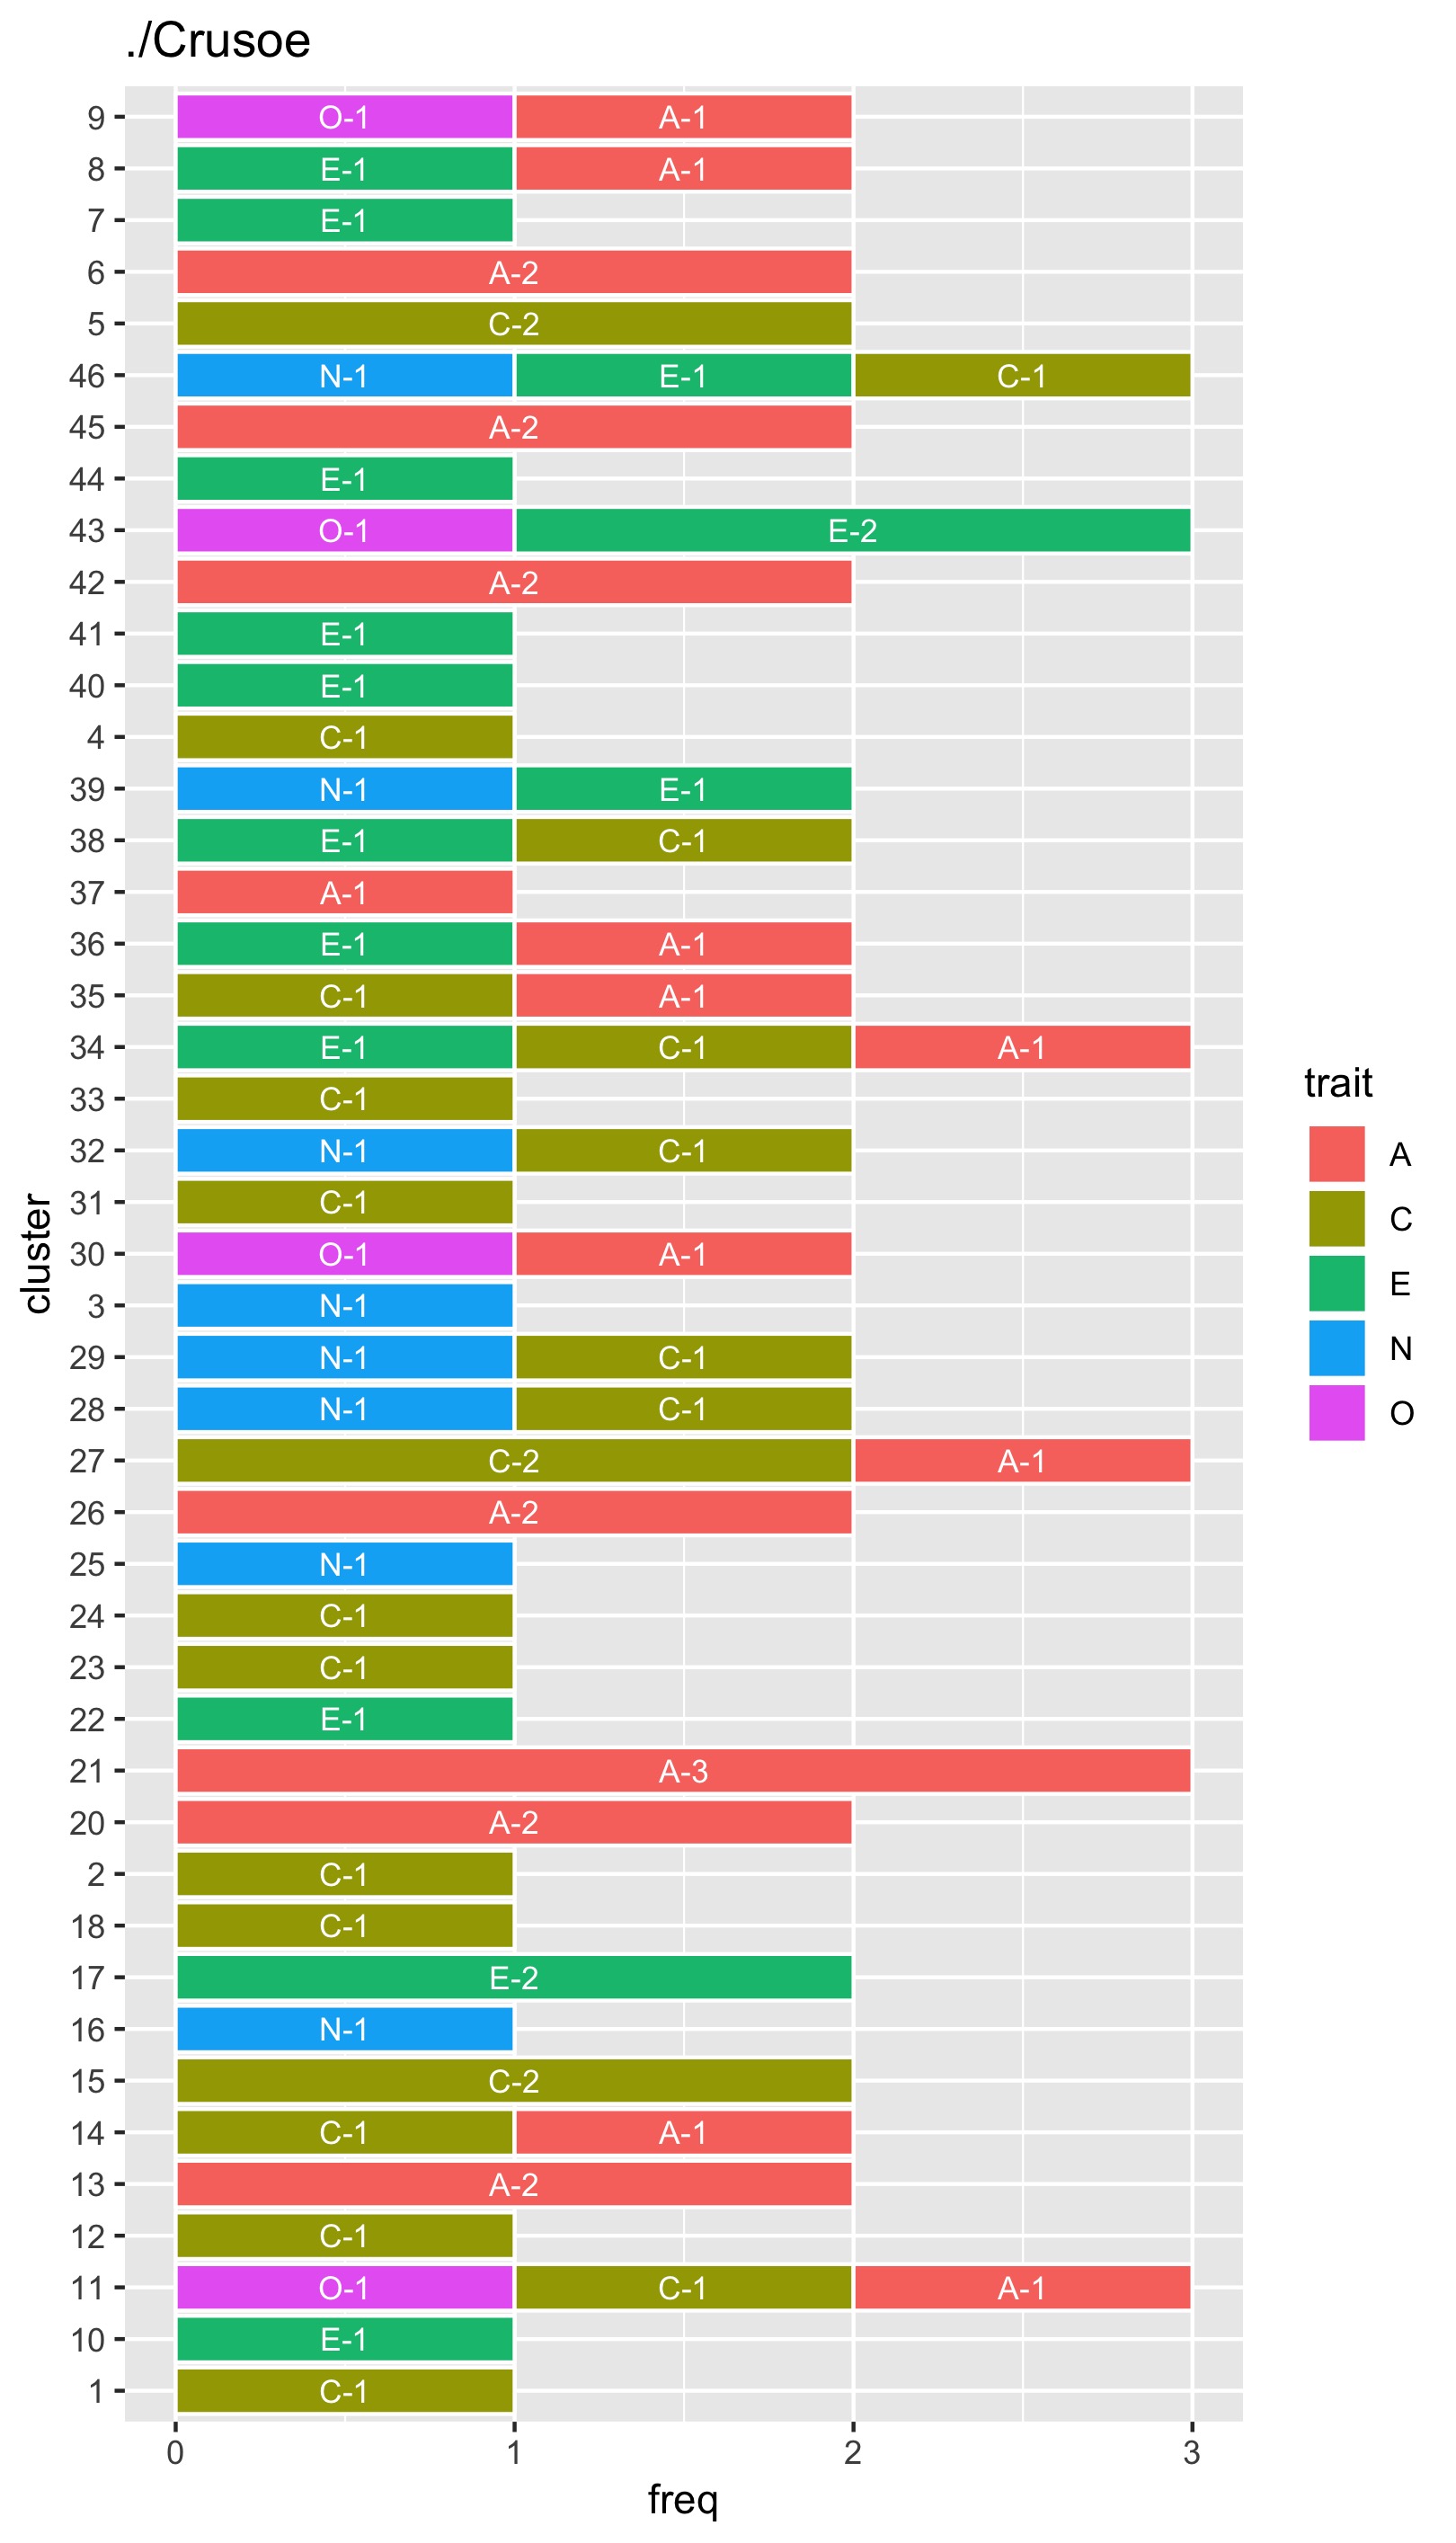 ./Crusoe
9 O-1 A-1
8 E-1 A-1
7 E-1
6 A-2
5 C-2
46 N-1 E-1 C-1
45 A-2
44 E-1
43 O-1 E-2
42 A-2
41 E-1
40 E-1
4 C-1
39 N-1 E-1
38 E-1 C-1
37 A-1
36 E-1 A-1
35 C-1 A-1
34 E-1 C-1 A-1
33 C-1
32 N-1 C-1
31 C-1
30 O-1 A-1
3 N-1
29 N-1 C-1
28 N-1 C-1
27 C-2 A-1
26 A-2
25 N-1
24 C-1
23 C-1
22 E-1
21 A-3
20 A-2
2 C-1
18 C-1
17 E-2
16 N-1
15 C-2
14 C-1 A-1
13 A-2
12 C-1
11 O-1 C-1 A-1
10 E-1
1 C-1
0 1 2 3
freq
cluster
trait
A
C
E
N
O